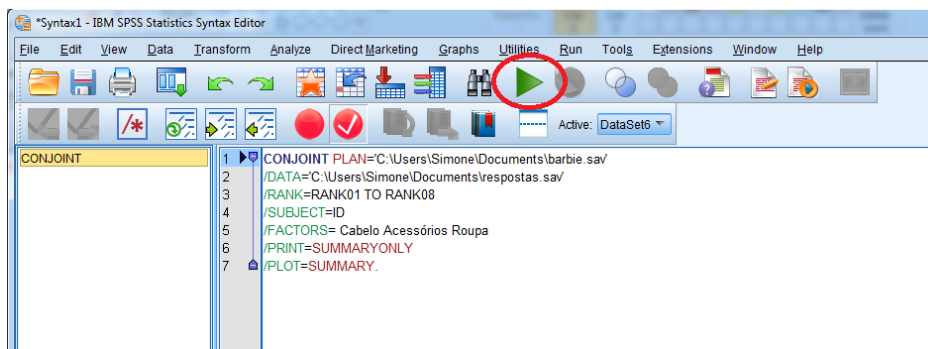 *Syntax1 - IBM SPSS Statistics Syntax Editor
File Edit View Data Transform Analyze Direct Marketing Graphs Utilities Run Tools Extensions Window Help
/* Active: DataSet6
CONJOINT
1 CONJOINT PLAN='C:\Users\Simone\Documents\barbie.sav'
2 /DATA='C:\Users\Simone\Documents\respostas.sav'
3 /RANK=RANK01 TO RANK08
4 /SUBJECT=ID
5 /FACTORS= Cabelo Acessórios Roupa
6 /PRINT=SUMMARYONLY
7 /PLOT=SUMMARY.